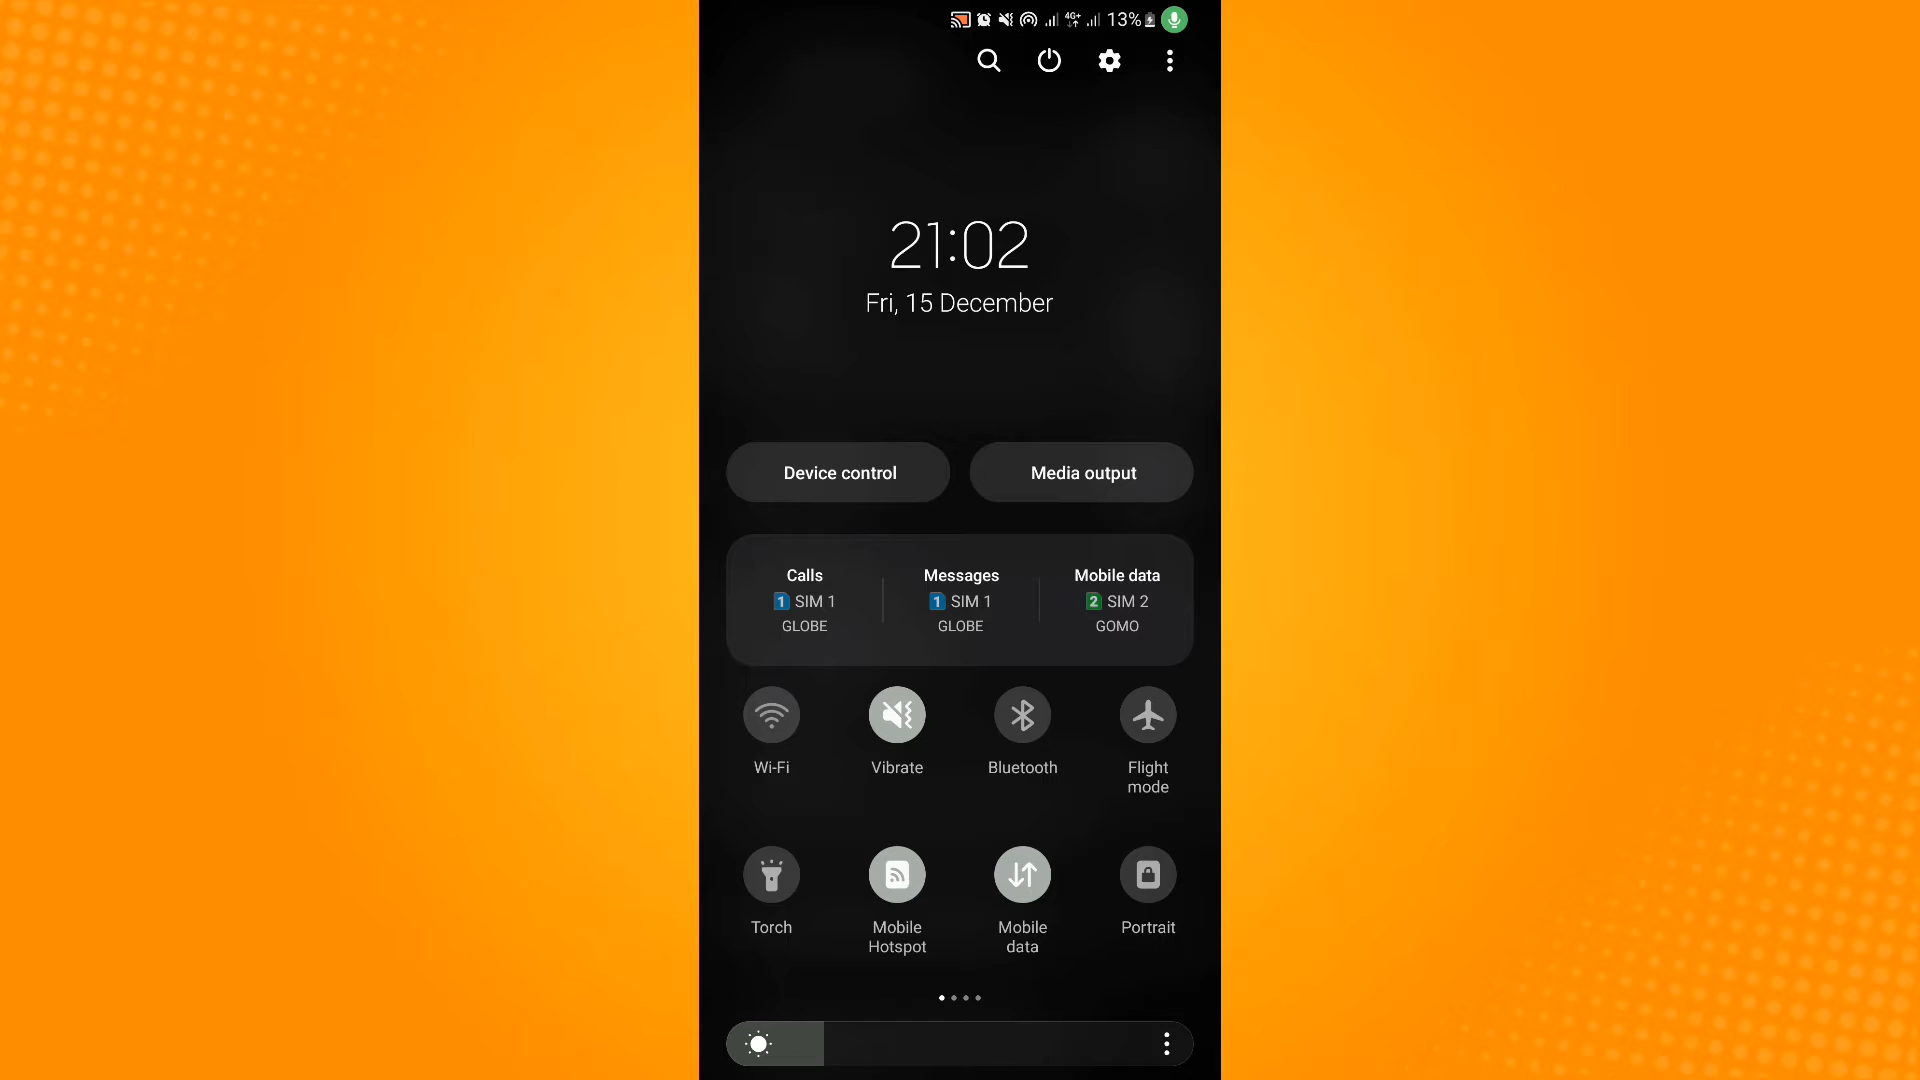 4G+ 13%
21:02
Fri, 15 December
Device control Media output
Calls Messages Mobile data
1 SIM 1 1 SIM 1 2 SIM 2
GLOBE GLOBE GOMO
Wi-Fi Vibrate Bluetooth Flight
mode
Torch Mobile Mobile Portrait
Hotspot data